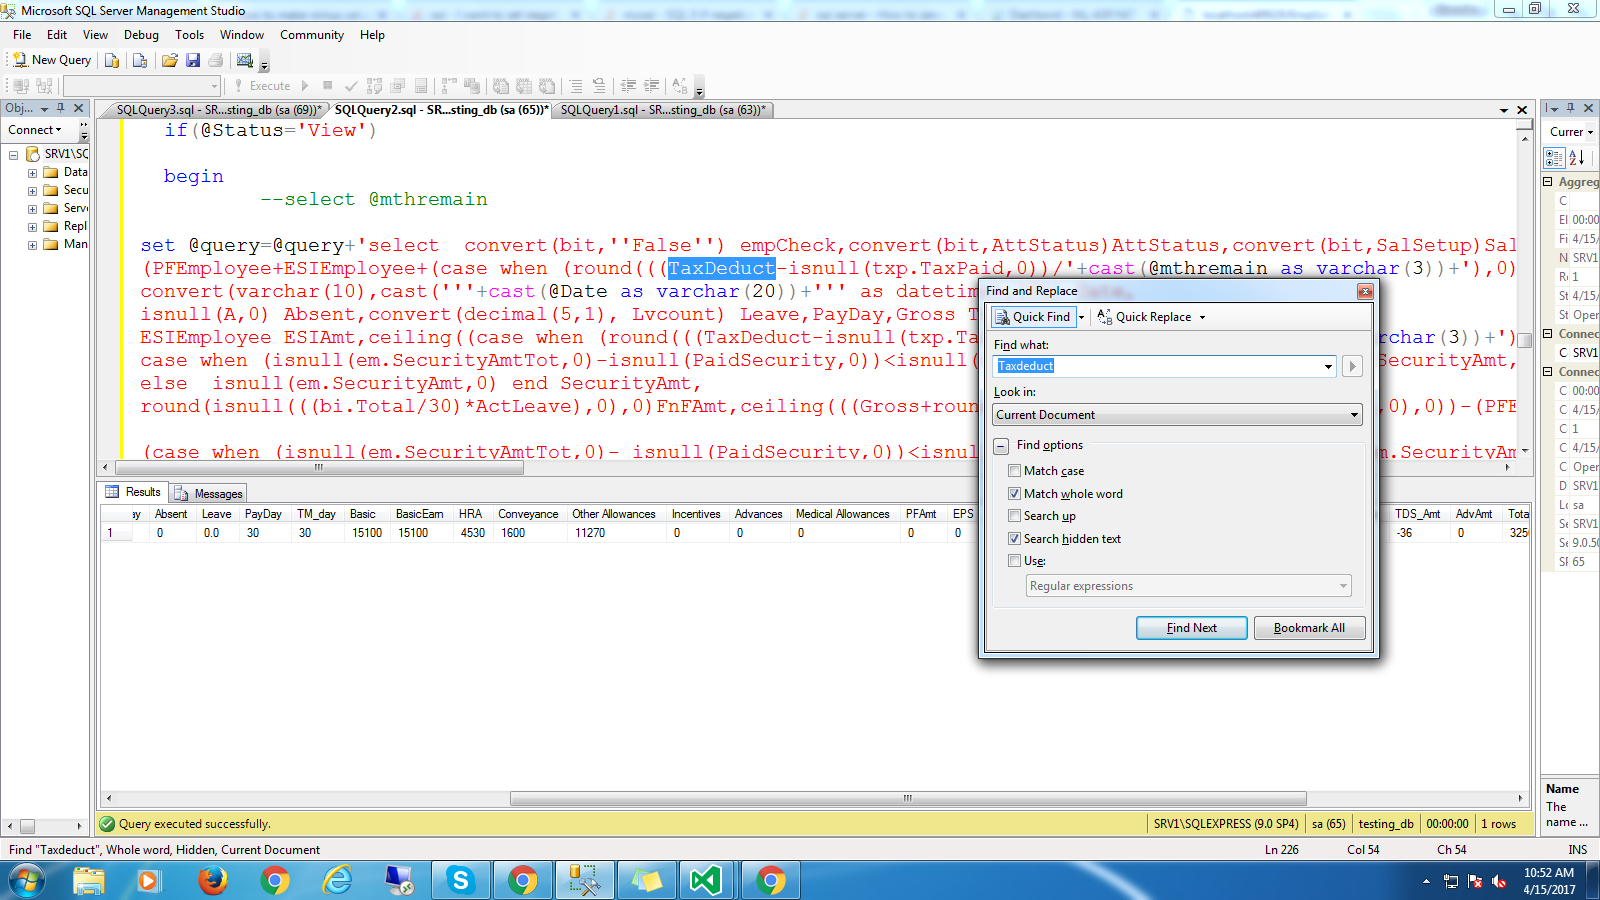 Microsoft SQL Server Management Studio
File Edit View Debug Tools Window Community Help
New Query
Execute
Obj...
Connect
SRV1\SQ
Data
Secu
Serve
Repl
Man
SQLQuery3.sql - SR...sting_db (sa (69))* SQLQuery2.sql - SR...sting_db (sa (65))* SQLQuery1.sql - SR...sting_db (sa (63))*
if(@Status='View')
begin
--select @mthremain
set @query=@query+'select  convert(bit,''False'') empCheck,convert(bit,AttStatus)AttStatus,convert(bit,SalSetup)Sal
(PFEmployee+ESIEmployee+(case when (round(((TaxDeduct-isnull(txp.TaxPaid,0))/'+cast(@mthremain as varchar(3))+'),0)
convert(varchar(10),cast('''+cast(@Date as varchar(20))+''' as datetim
isnull(A,0) Absent,convert(decimal(5,1), Lvcount) Leave,PayDay,Gross T
ESIEmployee ESIAmt,ceiling((case when (round(((TaxDeduct-isnull(txp.Ta
rchar(3))+')
case when (isnull(em.SecurityAmtTot,0)-isnull(PaidSecurity,0))<isnull(
SecurityAmt,
else  isnull(em.SecurityAmt,0) end SecurityAmt,
round(isnull(((bi.Total/30)*ActLeave),0),0)FnFAmt,ceiling(((Gross+roun
,0),0))-(PFE
(case when (isnull(em.SecurityAmtTot,0)- isnull(PaidSecurity,0))<isnul
m.SecurityAm
Find and Replace
Quick Find Quick Replace
Find what:
Taxdeduct
Look in:
Current Document
Find options
Match case
Match whole word
Search up
Search hidden text
Use:
Regular expressions
Find Next Bookmark All
Results Messages
ay Absent Leave PayDay TM_day Basic BasicEarn HRA Conveyance Other Allowances Incentives Advances Medical Allowances PFAmt EPS TDS_Amt AdvAmt Tota
1 0 0.0 30 30 15100 15100 4530 1600 11270 0 0 0 0 0 -36 0 325
Query executed successfully.
SRV1\SQLEXPRESS (9.0 SP4) sa (65) testing_db 00:00:00 1 rows
Currer
Aggreg
C
El 00:00
Fi 4/15/
N SRV1
R 1
St 4/15/
St Oper
Connec
C SRV1
Connec
C 00:00
C 4/15/
C 1
C 4/15/
C Oper
D SRV1
Lo sa
Se SRV1
Se 9.0.50
SF 65
Name
The
name ...
Find "Taxdeduct", Whole word, Hidden, Current Document
Ln 226 Col 54 Ch 54 INS
10:52 AM
4/15/2017